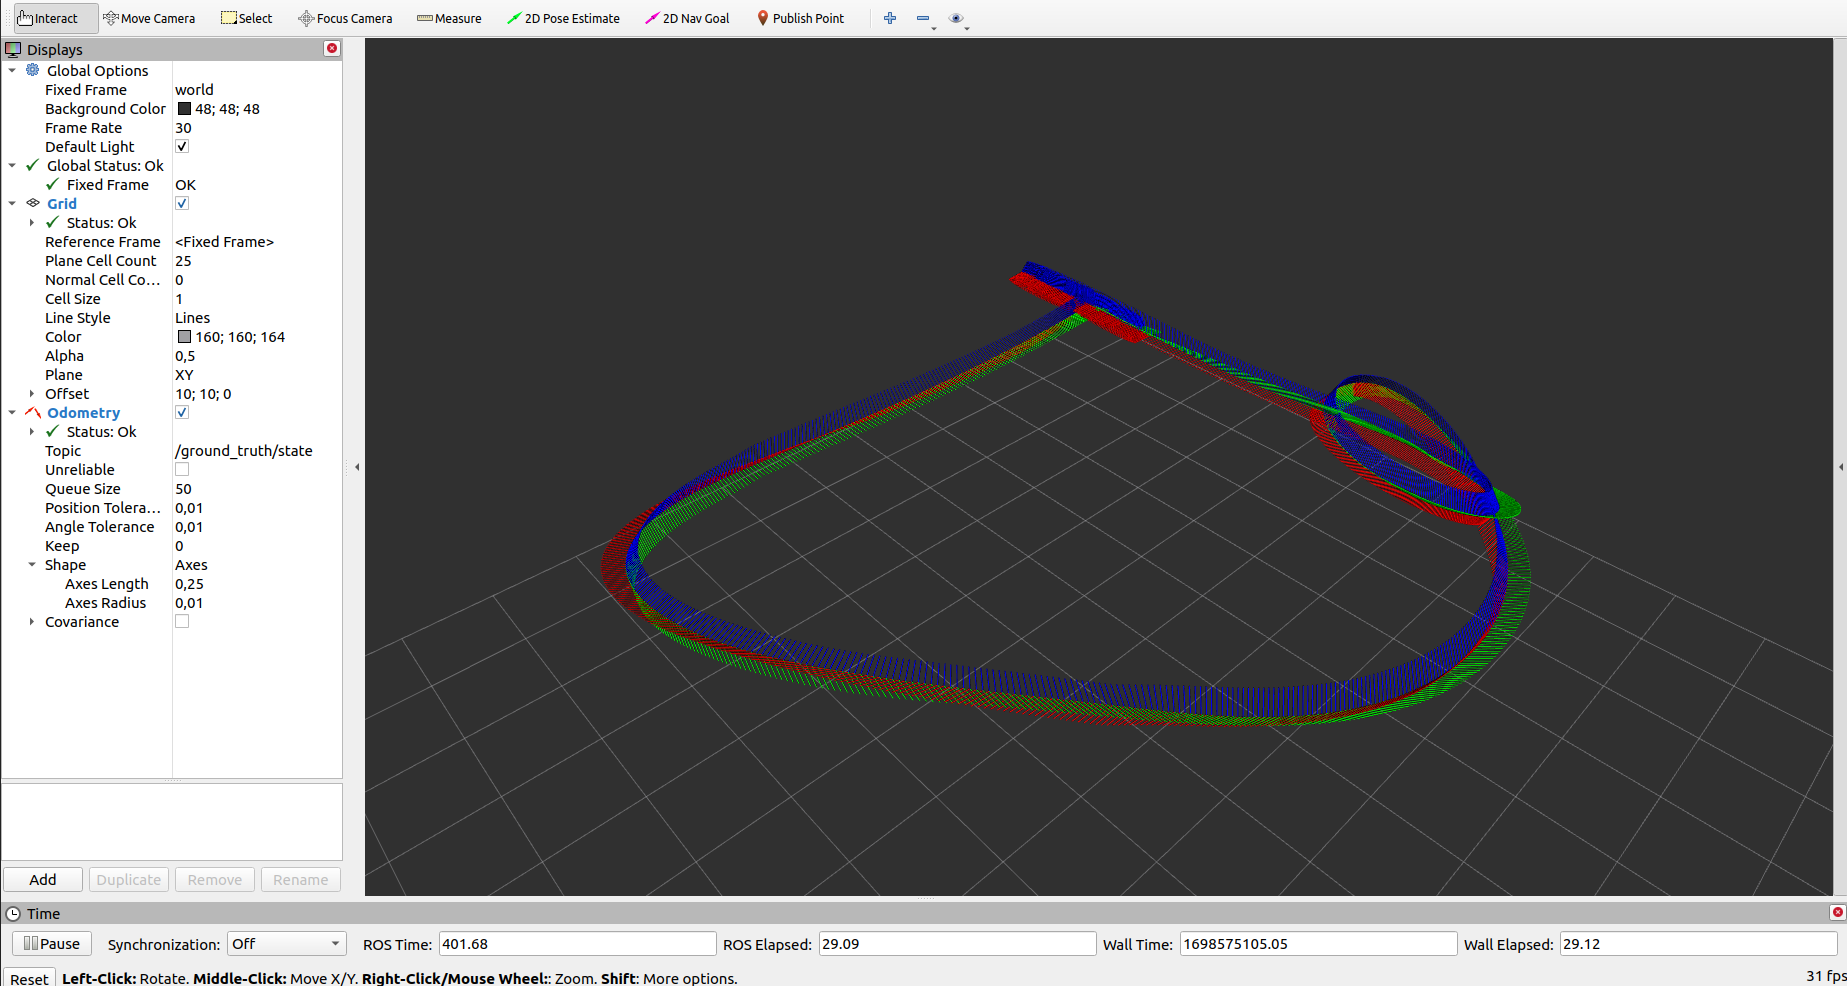 Interact Move Camera Select Focus Camera Measure 2D Pose Estimate 2D Nav Goal Publish Point
Displays
Global Options
Fixed Frame world
Background Color 48; 48; 48
Frame Rate 30
Default Light
Global Status: Ok
Fixed Frame OK
Grid
Status: Ok
Reference Frame <Fixed Frame>
Plane Cell Count 25
Normal Cell Co... 0
Cell Size 1
Line Style Lines
Color 160; 160; 164
Alpha 0,5
Plane XY
Offset 10; 10; 0
Odometry
Status: Ok
Topic /ground_truth/state
Unreliable
Queue Size 50
Position Tolera... 0,01
Angle Tolerance 0,01
Keep 0
Shape Axes
Axes Length 0,25
Axes Radius 0,01
Covariance
Add Duplicate Remove Rename
Time
Pause Synchronization: Off ROS Time: 401.68 ROS Elapsed: 29.09 Wall Time: 1698575105.05 Wall Elapsed: 29.12
Reset Left-Click: Rotate. Middle-Click: Move X/Y. Right-Click/Mouse Wheel:: Zoom. Shift: More options. 31 fps